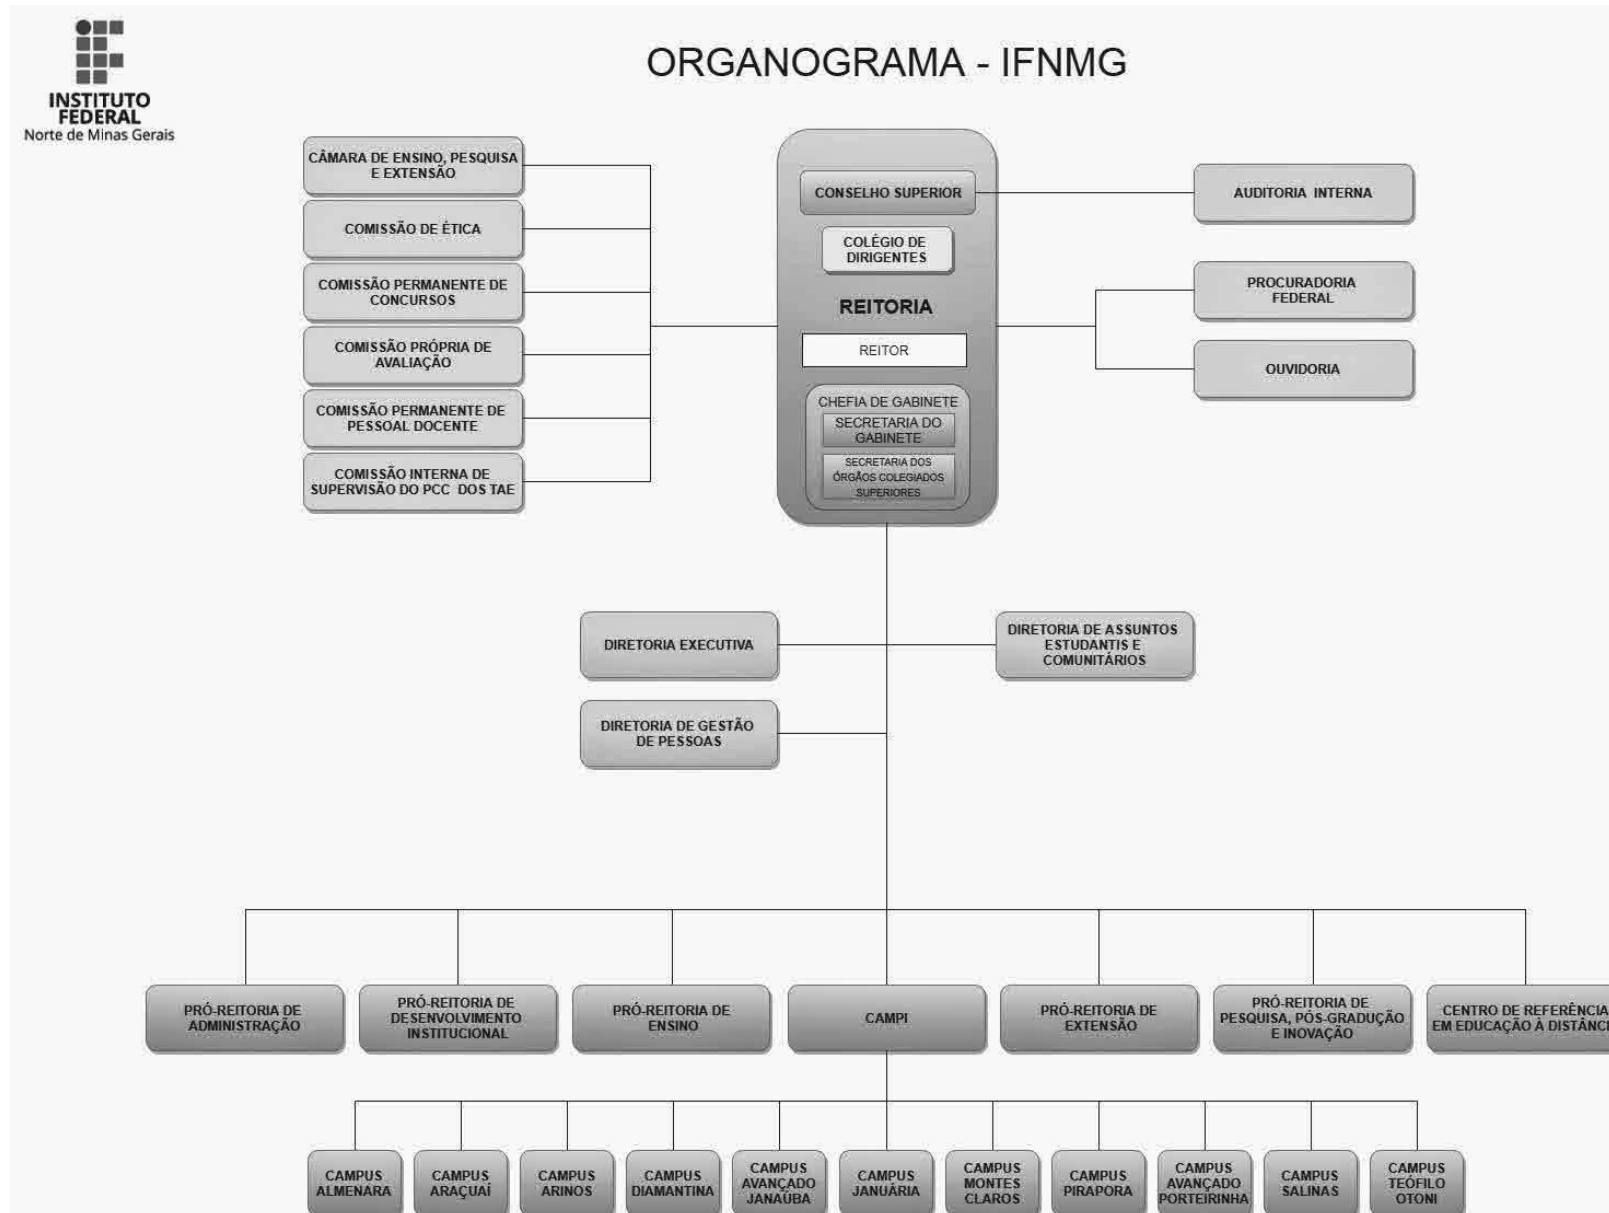 INSTITUTO
FEDERAL
Norte de Minas Gerais
ORGANOGRAMA - IFNMG
CÂMARA DE ENSINO, PESQUISA
E EXTENSÃO
COMISSÃO DE ÉTICA
COMISSÃO PERMANENTE DE
CONCURSOS
COMISSÃO PRÓPRIA DE
AVALIAÇÃO
COMISSÃO PERMANENTE DE
PESSOAL DOCENTE
COMISSÃO INTERNA DE
SUPERVISÃO DO PCC DOS TAE
CONSELHO SUPERIOR
COLÉGIO DE
DIRIGENTES
REITORIA
REITOR
CHEFIA DE GABINETE
SECRETARIA DO
GABINETE
SECRETARIA DOS
ÓRGÃOS COLEGIADOS
SUPERIORES
AUDITORIA INTERNA
PROCURADORIA
FEDERAL
OUVIDORIA
DIRETORIA EXECUTIVA
DIRETORIA DE ASSUNTOS
ESTUDANTIS E
COMUNITÁRIOS
DIRETORIA DE GESTÃO
DE PESSOAS
PRÓ-REITORIA DE
ADMINISTRAÇÃO
PRÓ-REITORIA DE
DESENVOLVIMENTO
INSTITUCIONAL
PRÓ-REITORIA DE
ENSINO
CAMPI
PRÓ-REITORIA DE
EXTENSÃO
PRÓ-REITORIA DE
PESQUISA, PÓS-GRADUÇÃO
E INOVAÇÃO
CENTRO DE REFERÊNCIA
EM EDUCAÇÃO À DISTÂNCI
CAMPUS
ALMENARA
CAMPUS
ARAÇUAÍ
CAMPUS
ARINOS
CAMPUS
DIAMANTINA
CAMPUS
AVANÇADO
JANAÚBA
CAMPUS
JANUÁRIA
CAMPUS
MONTES
CLAROS
CAMPUS
PIRAPORA
CAMPUS
AVANÇADO
PORTEIRINHA
CAMPUS
SALINAS
CAMPUS
TEÓFILO
OTONI